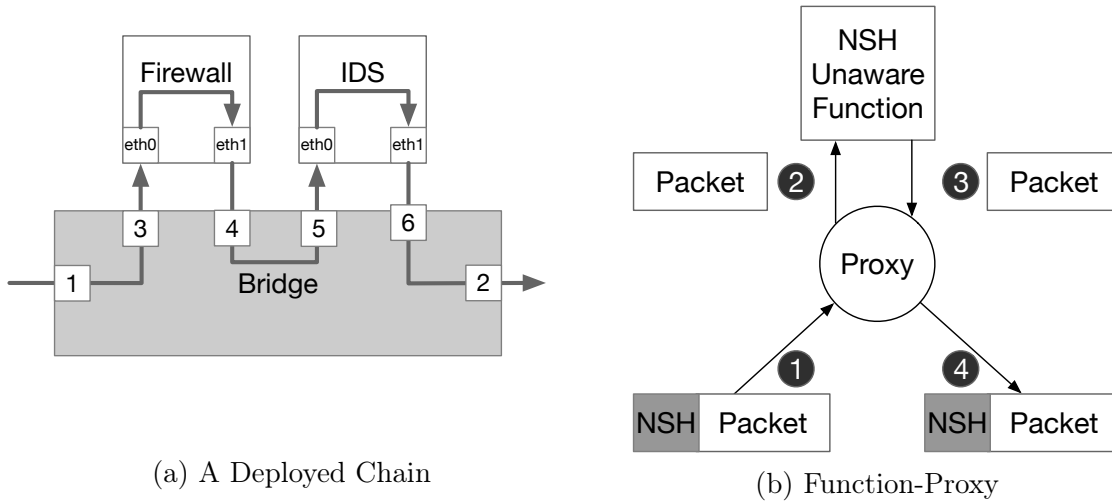 Firewall
IDS
eth0
eth1
eth0
eth1
3
4
5
6
1
Bridge
2
(a) A Deployed Chain
NSH
Unaware
Function
Packet
2
3
Packet
Proxy
1
4
NSH Packet
NSH Packet
(b) Function-Proxy